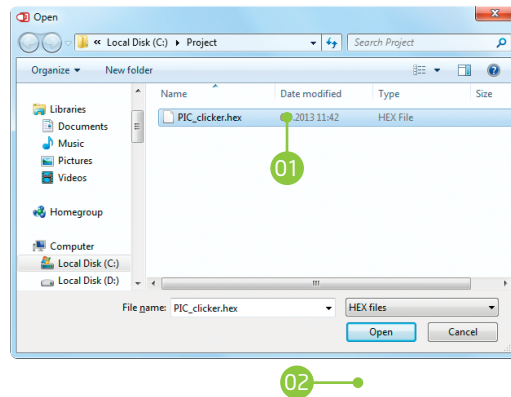 Open
« Local Disk (C:) ▸ Project
Search Project
Organize
New folder
Name
Date modified
Type
Size
Libraries
Documents
Music
Pictures
Videos
Homegroup
Computer
Local Disk (C:)
Local Disk (D:)
PIC_clicker.hex
.2013 11:42
HEX File
01
File name:
PIC_clicker.hex
HEX files
Open
Cancel
02